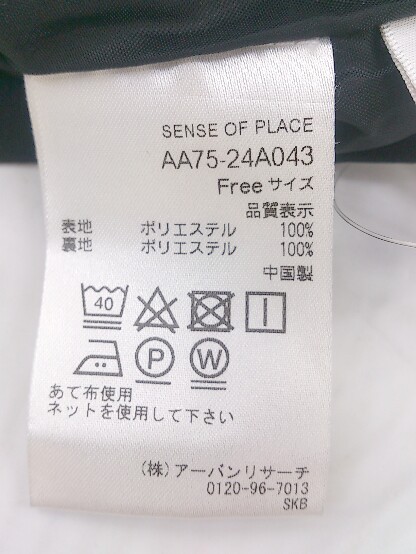 SENSE OF PLACE
AA75-24A043
Freeサイズ
品質表示
表地 ポリエステル 100%
裏地 ポリエステル 100%
中国製
40
P W
あて布使用
ネットを使用して下さい
(株)アーバンリサーチ
0120-96-7013
SKB